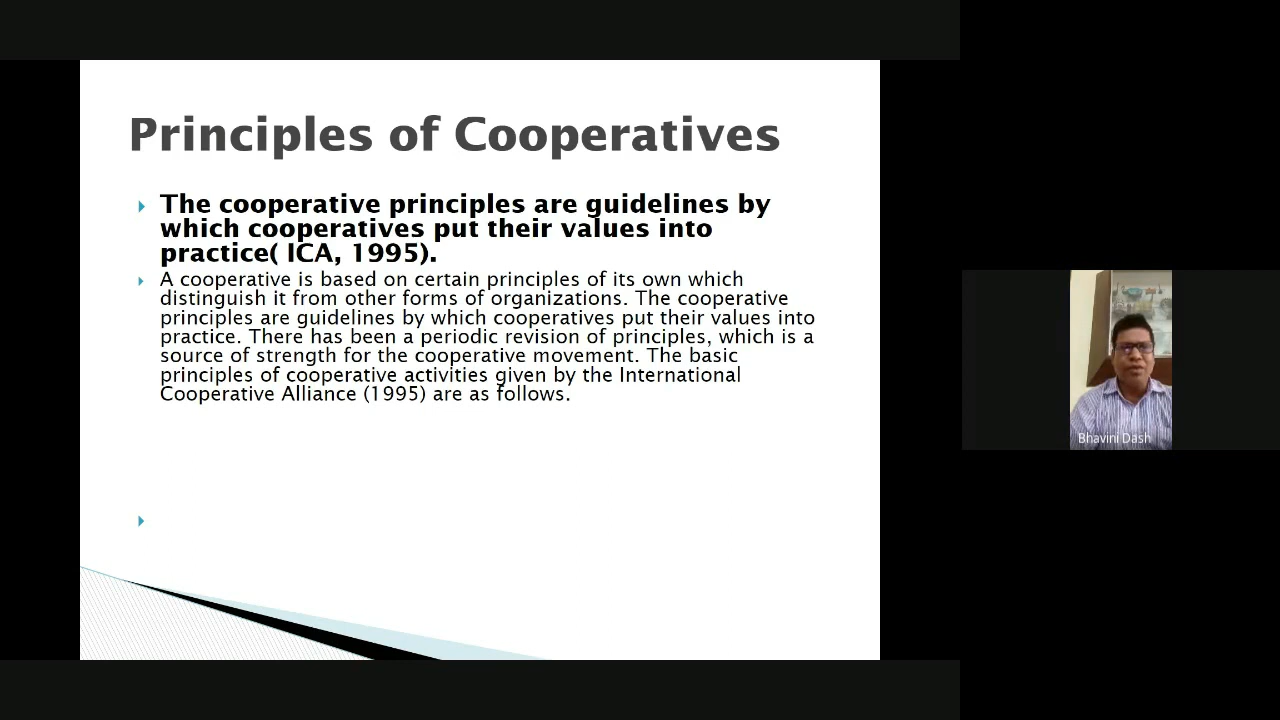 Principles of Cooperatives
The cooperative principles are guidelines by
which cooperatives put their values into
practice( ICA, 1995).
A cooperative is based on certain principles of its own which
distinguish it from other forms of organizations. The cooperative
principles are guidelines by which cooperatives put their values into
practice. There has been a periodic revision of principles, which is a
source of strength for the cooperative movement. The basic
principles of cooperative activities given by the International
Cooperative Alliance (1995) are as follows.
Bhavini Dash